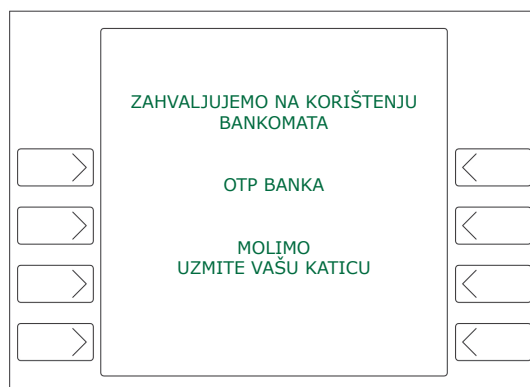 ZAHVALJUJEMO NA KORIŠTENJU
BANKOMATA
OTP BANKA
MOLIMO
UZMITE VAŠU KATICU